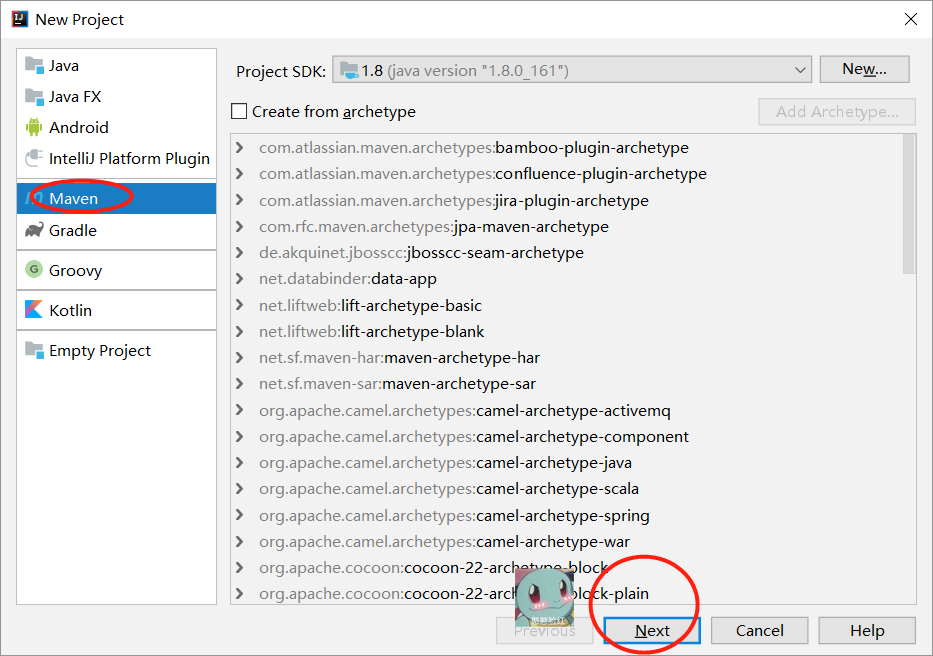 New Project
Java
Java FX
Android
IntelliJ Platform Plugin
Maven
Gradle
Groovy
Kotlin
Empty Project
Project SDK: 1.8 (java version "1.8.0_161") New...
Create from archetype Add Archetype...
com.atlassian.maven.archetypes:bamboo-plugin-archetype
com.atlassian.maven.archetypes:confluence-plugin-archetype
com.atlassian.maven.archetypes:jira-plugin-archetype
com.rfc.maven.archetypes:jpa-maven-archetype
de.akquinet.jbosscc:jbosscc-seam-archetype
net.databinder:data-app
net.liftweb:lift-archetype-basic
net.liftweb:lift-archetype-blank
net.sf.maven-har:maven-archetype-har
net.sf.maven-sar:maven-archetype-sar
org.apache.camel.archetypes:camel-archetype-activemq
org.apache.camel.archetypes:camel-archetype-component
org.apache.camel.archetypes:camel-archetype-java
org.apache.camel.archetypes:camel-archetype-scala
org.apache.camel.archetypes:camel-archetype-spring
org.apache.camel.archetypes:camel-archetype-war
org.apache.cocoon:cocoon-22-archetype-block
org.apache.cocoon:cocoon-22-arch block-plain
Previous Next Cancel Help